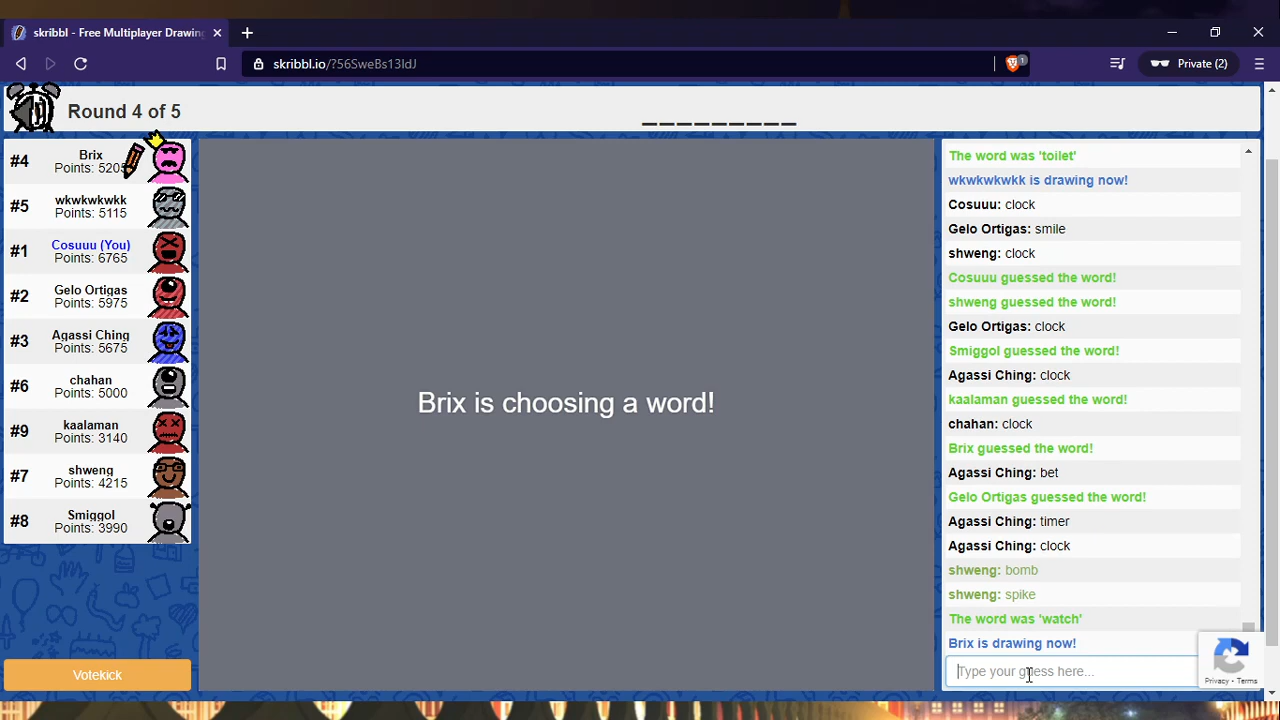 skribbl - Free Multiplayer Drawing
skribbl.io/?56SweBs13IdJ
Private (2)
Round 4 of 5
_ _ _ _ _ _ _ _ _
#4
Brix
Points: 5205
#5
wkwkwkwkk
Points: 5115
#1
Cosuuu (You)
Points: 6765
#2
Gelo Ortigas
Points: 5975
#3
Agassi Ching
Points: 5675
#6
chahan
Points: 5000
#9
kaalaman
Points: 3140
#7
shweng
Points: 4215
#8
Smiggol
Points: 3990
Votekick
Brix is choosing a word!
The word was 'toilet'
wkwkwkwkk is drawing now!
Cosuuu: clock
Gelo Ortigas: smile
shweng: clock
Cosuuu guessed the word!
shweng guessed the word!
Gelo Ortigas: clock
Smiggol guessed the word!
Agassi Ching: clock
kaalaman guessed the word!
chahan: clock
Brix guessed the word!
Agassi Ching: bet
Gelo Ortigas guessed the word!
Agassi Ching: timer
Agassi Ching: clock
shweng: bomb
shweng: spike
The word was 'watch'
Brix is drawing now!
Type your guess here...
Privacy - Terms